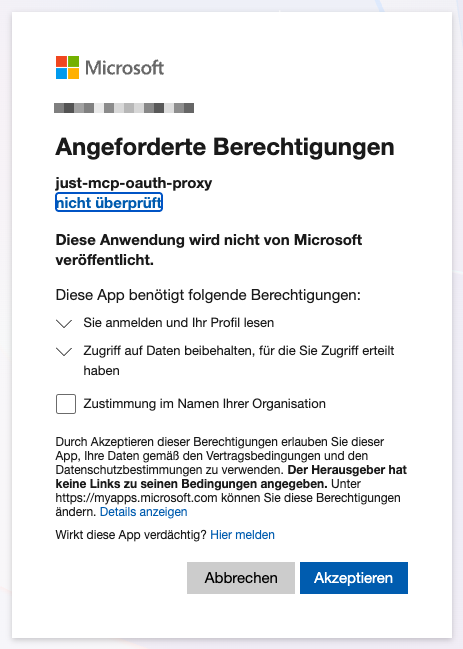 Microsoft
Angeforderte Berechtigungen
just-mcp-oauth-proxy
nicht überprüft
Diese Anwendung wird nicht von Microsoft
veröffentlicht.
Diese App benötigt folgende Berechtigungen:
Sie anmelden und Ihr Profil lesen
Zugriff auf Daten beibehalten, für die Sie Zugriff erteilt
haben
Zustimmung im Namen Ihrer Organisation
Durch Akzeptieren dieser Berechtigungen erlauben Sie dieser
App, Ihre Daten gemäß den Vertragsbedingungen und den
Datenschutzbestimmungen zu verwenden. Der Herausgeber hat
keine Links zu seinen Bedingungen angegeben. Unter
https://myapps.microsoft.com können Sie diese Berechtigungen
ändern. Details anzeigen
Wirkt diese App verdächtig? Hier melden
Abbrechen
Akzeptieren